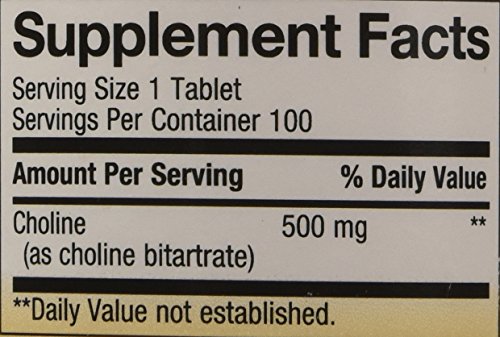 Supplement Facts
Serving Size 1 Tablet
Servings Per Container 100
Amount Per Serving % Daily Value
Choline 500 mg **
(as choline bitartrate)
**Daily Value not established.